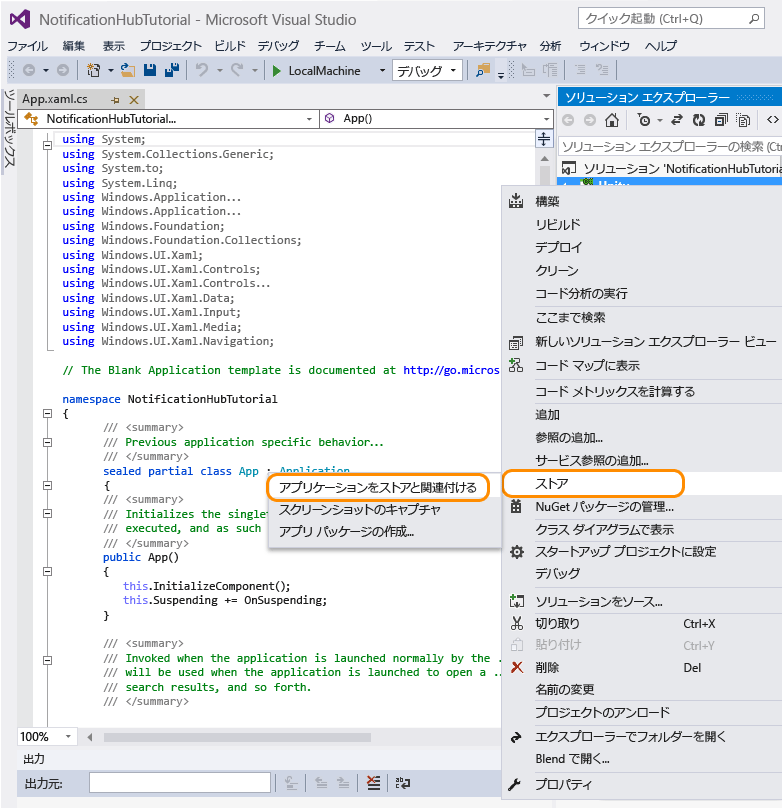 NotificationHubTutorial - Microsoft Visual Studio
クイック起動 (Ctrl+Q)
ファイル 編集 表示 プロジェクト ビルド デバッグ チーム ツール テスト アーキテクチャ 分析 ウィンドウ ヘルプ
LocalMachine デバッグ
ツールボックス
App.xaml.cs
NotificationHubTutorial... App()
using System;
using System.Collections.Generic;
using System.to;
using System.Linq;
using Windows.Application...
using Windows.Application...
using Windows.Foundation;
using Windows.Foundation.Collections;
using Windows.UI.Xaml;
using Windows.UI.Xaml.Controls;
using Windows.UI.Xaml.Controls...
using Windows.UI.Xaml.Data;
using Windows.UI.Xaml.Input;
using Windows.UI.Xaml.Media;
using Windows.UI.Xaml.Navigation;
// The Blank Application template is documented at http://go.micros
namespace NotificationHubTutorial
{
/// <summary>
/// Previous application specific behavior...
/// </summary>
sealed partial class App : Application
{
/// <summary>
/// Initializes the singlet
/// executed, and as such
/// </summary>
public App()
{
this.InitializeComponent();
this.Suspending += OnSuspending;
}
/// <summary>
/// Invoked when the application is launched normally by the ..
/// will be used when the application is launched to open a ..
/// search results, and so forth.
/// </summary>
100%
出力
出力元:
ソリューション エクスプローラー
ソリューション エクスプローラーの検索 (Ct
ソリューション 'NotificationHubTutoria
Unity
構築
リビルド
デプロイ
クリーン
コード分析の実行
ここまで検索
新しいソリューション エクスプローラー ビュー
コード マップに表示
コード メトリックスを計算する
追加
参照の追加...
サービス参照の追加...
ストア
NuGet パッケージの管理...
クラス ダイアグラムで表示
スタートアップ プロジェクトに設定
デバッグ
ソリューションをソース...
切り取り Ctrl+X
貼り付け Ctrl+Y
削除 Del
名前の変更
プロジェクトのアンロード
エクスプローラーでフォルダーを開く
Blend で開く...
プロパティ
アプリケーションをストアと関連付ける
スクリーンショットのキャプチャ
アプリ パッケージの作成...